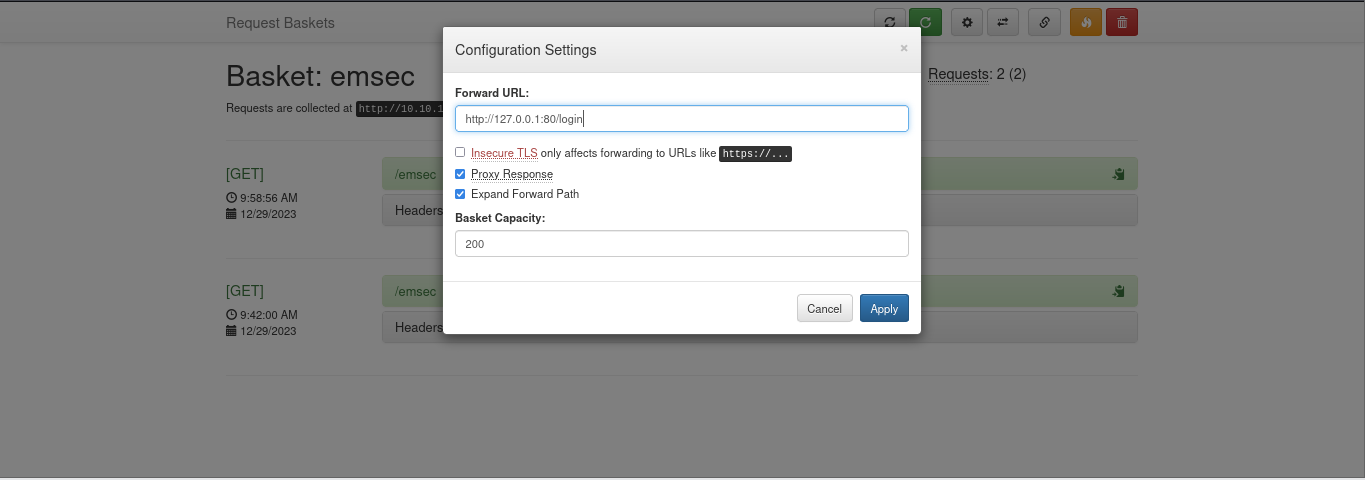 Request Baskets
Configuration Settings
×
Basket: emsec
Requests: 2 (2)
Requests are collected at http://10.10.1
Forward URL:
http://127.0.0.1:80/login
Insecure TLS only affects forwarding to URLs like https://...
Proxy Response
Expand Forward Path
Basket Capacity:
200
Cancel
Apply
[GET]
/emsec
9:58:56 AM
12/29/2023
Headers
[GET]
/emsec
9:42:00 AM
12/29/2023
Headers